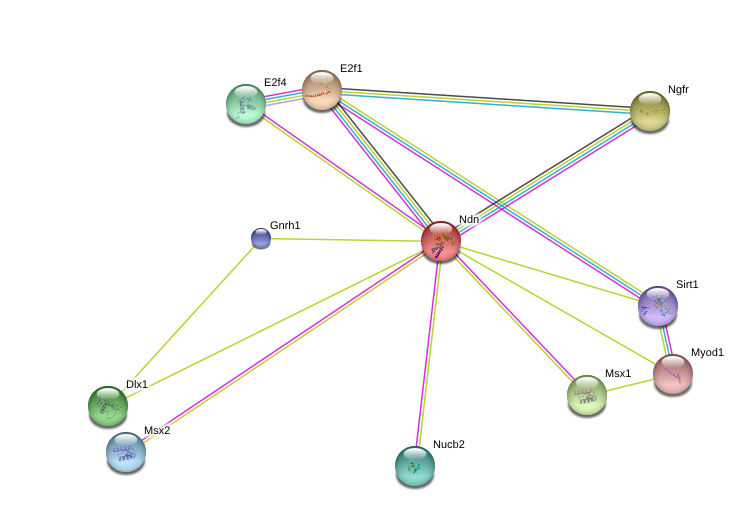 E2f1
E2f4
Ngfr
Ndn
Gnrh1
Sirt1
Myod1
Msx1
Dlx1
Msx2
Nucb2